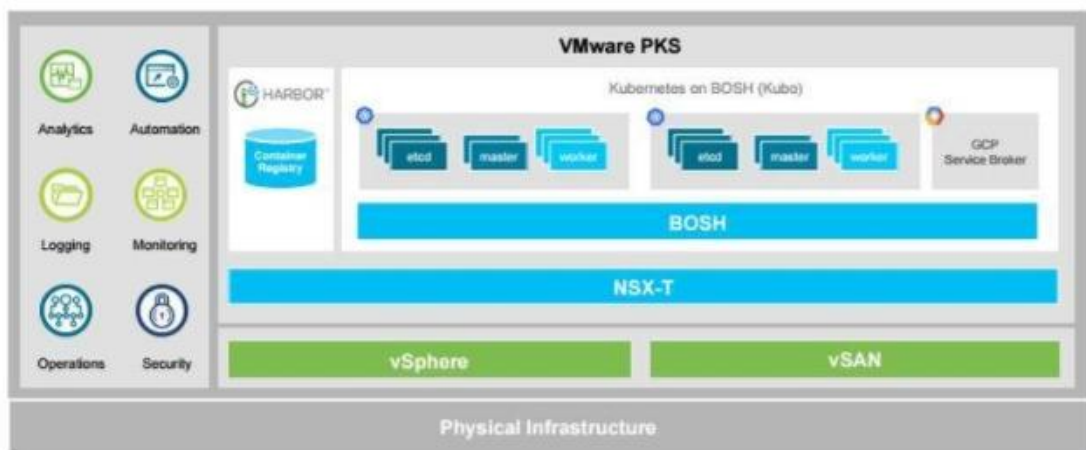 VMware PKS
Analytics
Automation
Logging
Monitoring
Operations
Security
HARBOR™
Container
Registry
Kubernetes on BOSH (Kubo)
etcd
master
worker
etcd
master
worker
GCP
Service Broker
BOSH
NSX-T
vSphere
vSAN
Physical Infrastructure